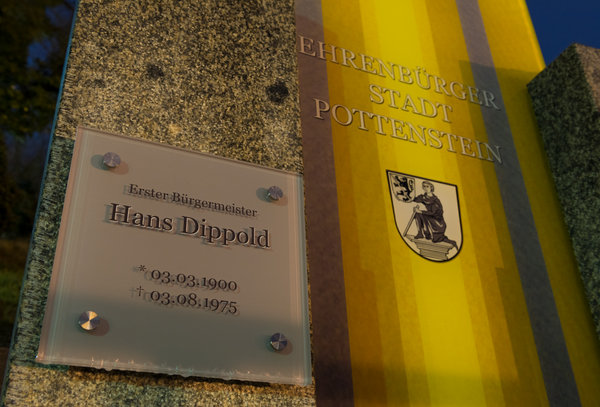 EHRENBÜRGER
STADT
POTTENSTEIN
Erster Bürgermeister
Hans Dippold
* 03.03.1900
† 03.08.1975